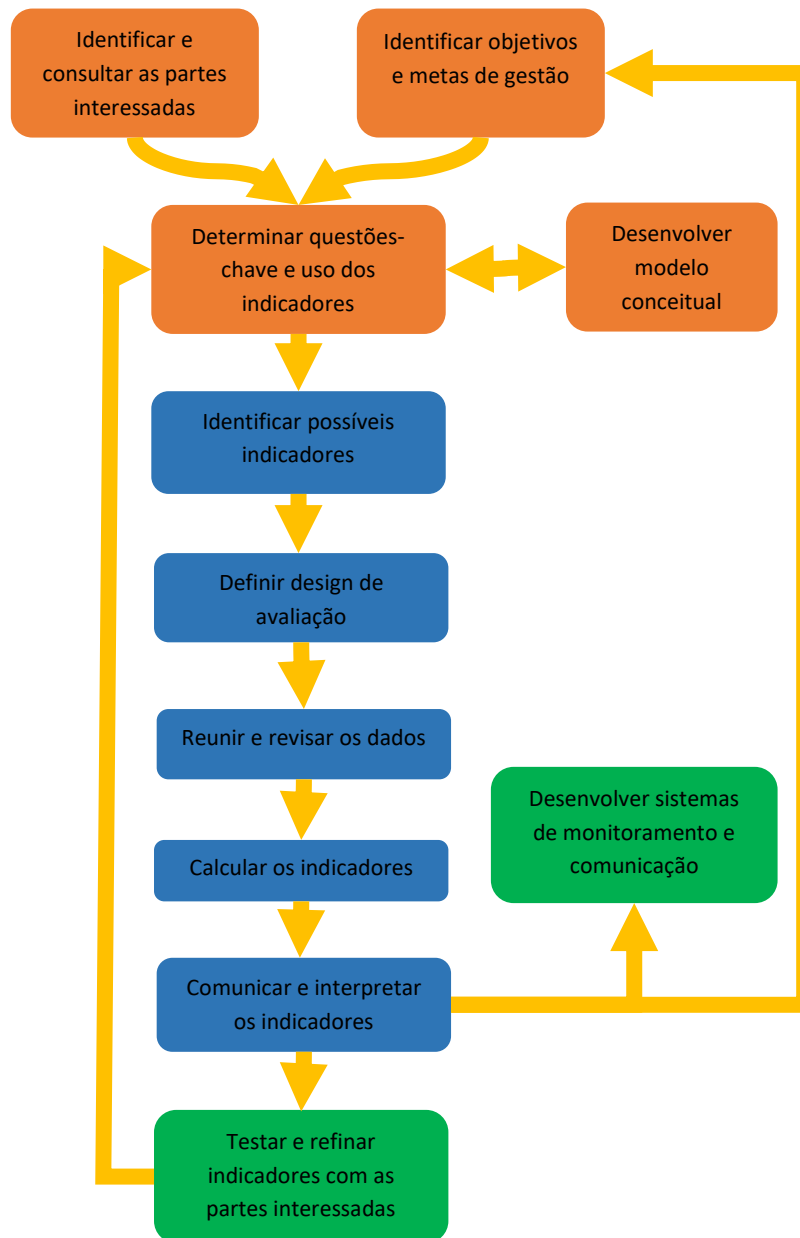 Identificar e
consultar as partes
interessadas
Identificar objetivos
e metas de gestão
Determinar questões-
chave e uso dos
indicadores
Desenvolver
modelo
conceitual
Identificar possíveis
indicadores
Definir design de
avaliação
Reunir e revisar os dados
Desenvolver sistemas
de monitoramento e
comunicação
Calcular os indicadores
Comunicar e interpretar
os indicadores
Testar e refinar
indicadores com as
partes interessadas